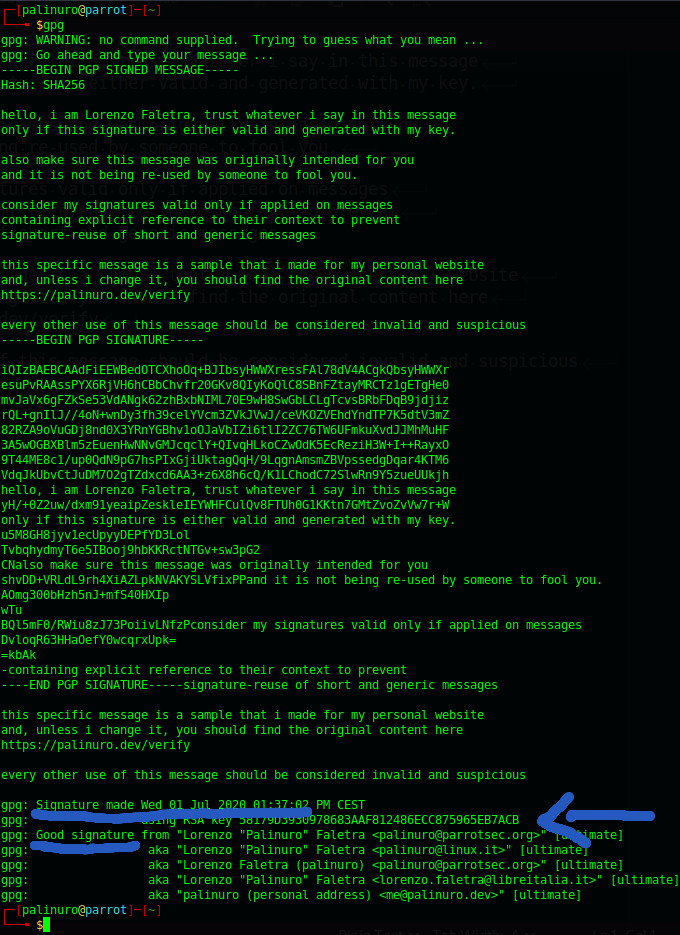 ┌─[palinuro@parrot]─[~]
└──╼ $gpg
gpg: WARNING: no command supplied.  Trying to guess what you mean ...
gpg: Go ahead and type your message ...
-----BEGIN PGP SIGNED MESSAGE-----
Hash: SHA256

hello, i am Lorenzo Faletra, trust whatever i say in this message
only if this signature is either valid and generated with my key.

also make sure this message was originally intended for you
and it is not being re-used by someone to fool you.

consider my signatures valid only if applied on messages
containing explicit reference to their context to prevent
signature-reuse of short and generic messages

this specific message is a sample that i made for my personal website
and, unless i change it, you should find the original content here
https://palinuro.dev/verify

every other use of this message should be considered invalid and suspicious
-----BEGIN PGP SIGNATURE-----

iQIzBAEBCAAdFiEEWBedOTCXhoOq+BJIbsyHWWXressFAl78dV4ACgkQbsyHWWXr
esuPvRAAssPYX6RjVH6hCBbChvfr20GKv8QIyKoQlC8SBnFZtayMRCTz1gETgHe0
mvJaVx6gFZkSe53VdANgk62zhBxbNIML70E9wH8SwGbLCLgTcvsBRbFDqB9jdjiz
rQL+gnIlJ//4oN+wnDy3fh39celYVcm3ZVkJVwJ/ceVKOZVEhdYndTP7K5dtV3mZ
82RZA9oVuGDj8nd0X3YRnYGBhv1oOJaVbIZi6tlI2ZC76TW6UFmkuXvdJJMhMuHF
3A5wOGBXBlm5zEuenHwNNvGMJcqclY+QIvqHLkoCZwOdK5EcReziH3W+I++RayxO
9T44ME8c1/up0QdN9pG7hsPIxGjiUktagQqH/9LqgnAmsmZBVpssedgDqar4KTM6
VdqJkUbvCtJuDM7O2gTZdxcd6AA3+z6X8h6cQ/K1LChodC72SlwRn9Y5zueUUkjh
hello, i am Lorenzo Faletra, trust whatever i say in this message
yH/+0Z2uw/dxm91yeaipZeskleIEYWHFCulQv8FTUh0G1KKtn7GMtZvoZvVw7r+W
only if this signature is either valid and generated with my key.
u5M8GH8jyv1ecUpyyDEPfYD3Lol
TvbqhydmyT6e5IBooj9hbKKRctNTGv+sw3pG2
CNalso make sure this message was originally intended for you
shvDD+VRLdL9rh4XiAZLpkNVAKYSLVfixPPand it is not being re-used by someone to fool you.
AOmg300bHzh5nJ+mfS40HXIp
wTu
BQl5mF0/RWiu8zJ73PoiivLNfzPconsider my signatures valid only if applied on messages
DvloqR63HHaOefY0wcqrxUpk=
=kbAk
-containing explicit reference to their context to prevent
----END PGP SIGNATURE-----signature-reuse of short and generic messages

this specific message is a sample that i made for my personal website
and, unless i change it, you should find the original content here
https://palinuro.dev/verify

every other use of this message should be considered invalid and suspicious

gpg: Signature made Wed 01 Jul 2020 01:37:02 PM CEST
gpg:                using RSA key 58179D3930978683AAF812486ECC875965EB7ACB
gpg: Good signature from "Lorenzo "Palinuro" Faletra <palinuro@parrotsec.org>" [ultimate]
gpg:                 aka "Lorenzo "Palinuro" Faletra <palinuro@linux.it>" [ultimate]
gpg:                 aka "Lorenzo Faletra (palinuro) <palinuro@parrotsec.org>" [ultimate]
gpg:                 aka "Lorenzo "Palinuro" Faletra <lorenzo.faletra@libreitalia.it>" [ultimate]
gpg:                 aka "palinuro (personal address) <me@palinuro.dev>" [ultimate]
┌─[palinuro@parrot]─[~]
└──╼ $